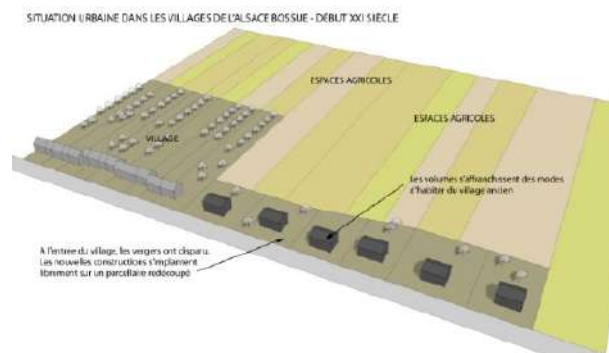 SITUATION URBAINE DANS LES VILLAGES DE L'ALSACE BOSSUE - DÉBUT XXI SIÈCLE
ESPACES AGRICOLES
ESPACES AGRICOLES
VILLAGE
Les volumes s'affranchissent des modes
d'habiter du village ancien
A l'entrée du village, les vergers ont disparu.
Les nouvelles constructions s'implantent
librement sur un parcellaire redécoupé